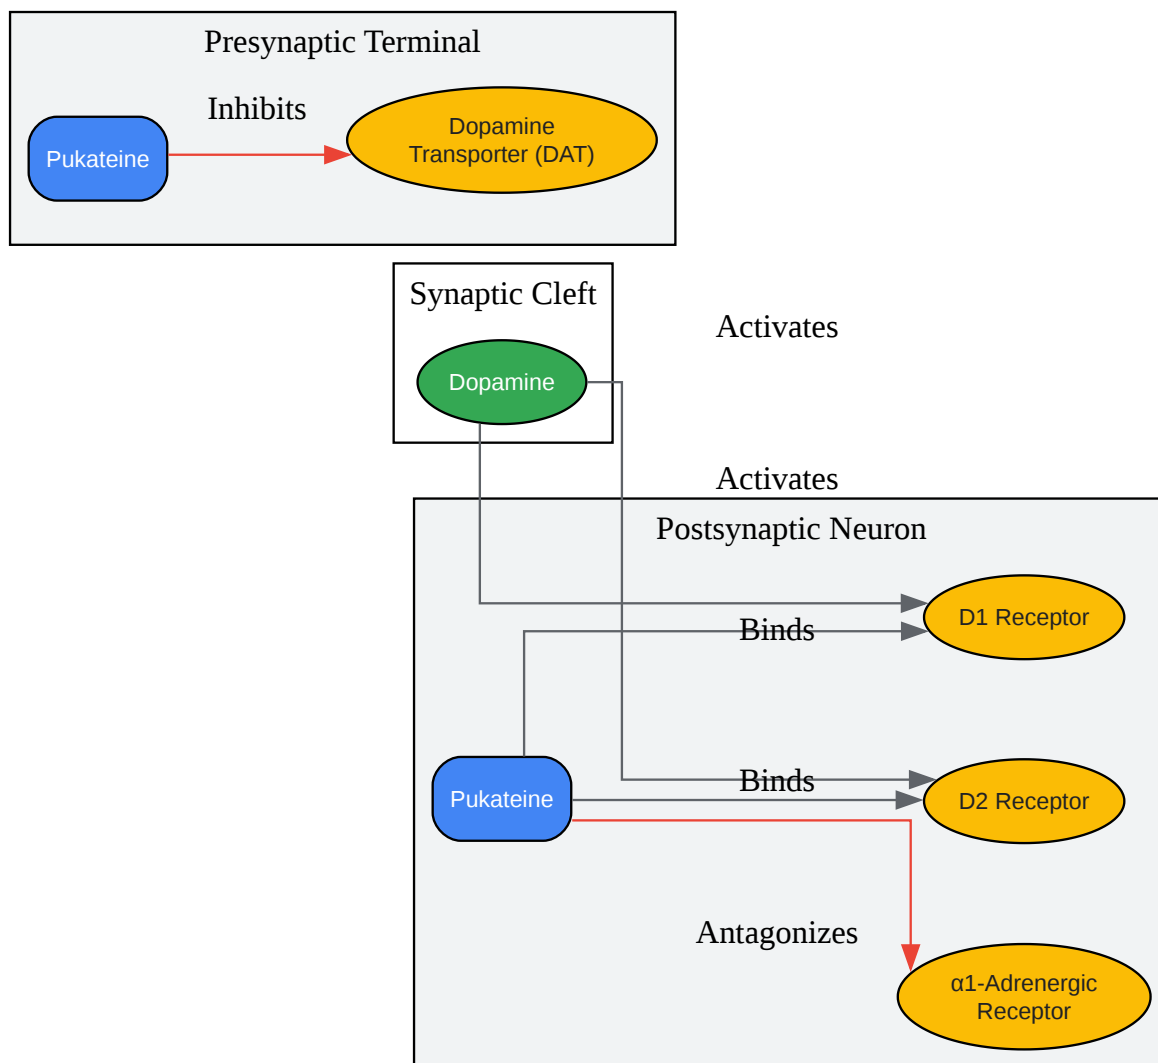 Presynaptic Terminal
Inhibits
Pukateine
Dopamine
Transporter (DAT)
Synaptic Cleft
Dopamine
Activates
Activates
Postsynaptic Neuron
D1 Receptor
Binds
Pukateine
Binds
D2 Receptor
Antagonizes
α1-Adrenergic
Receptor